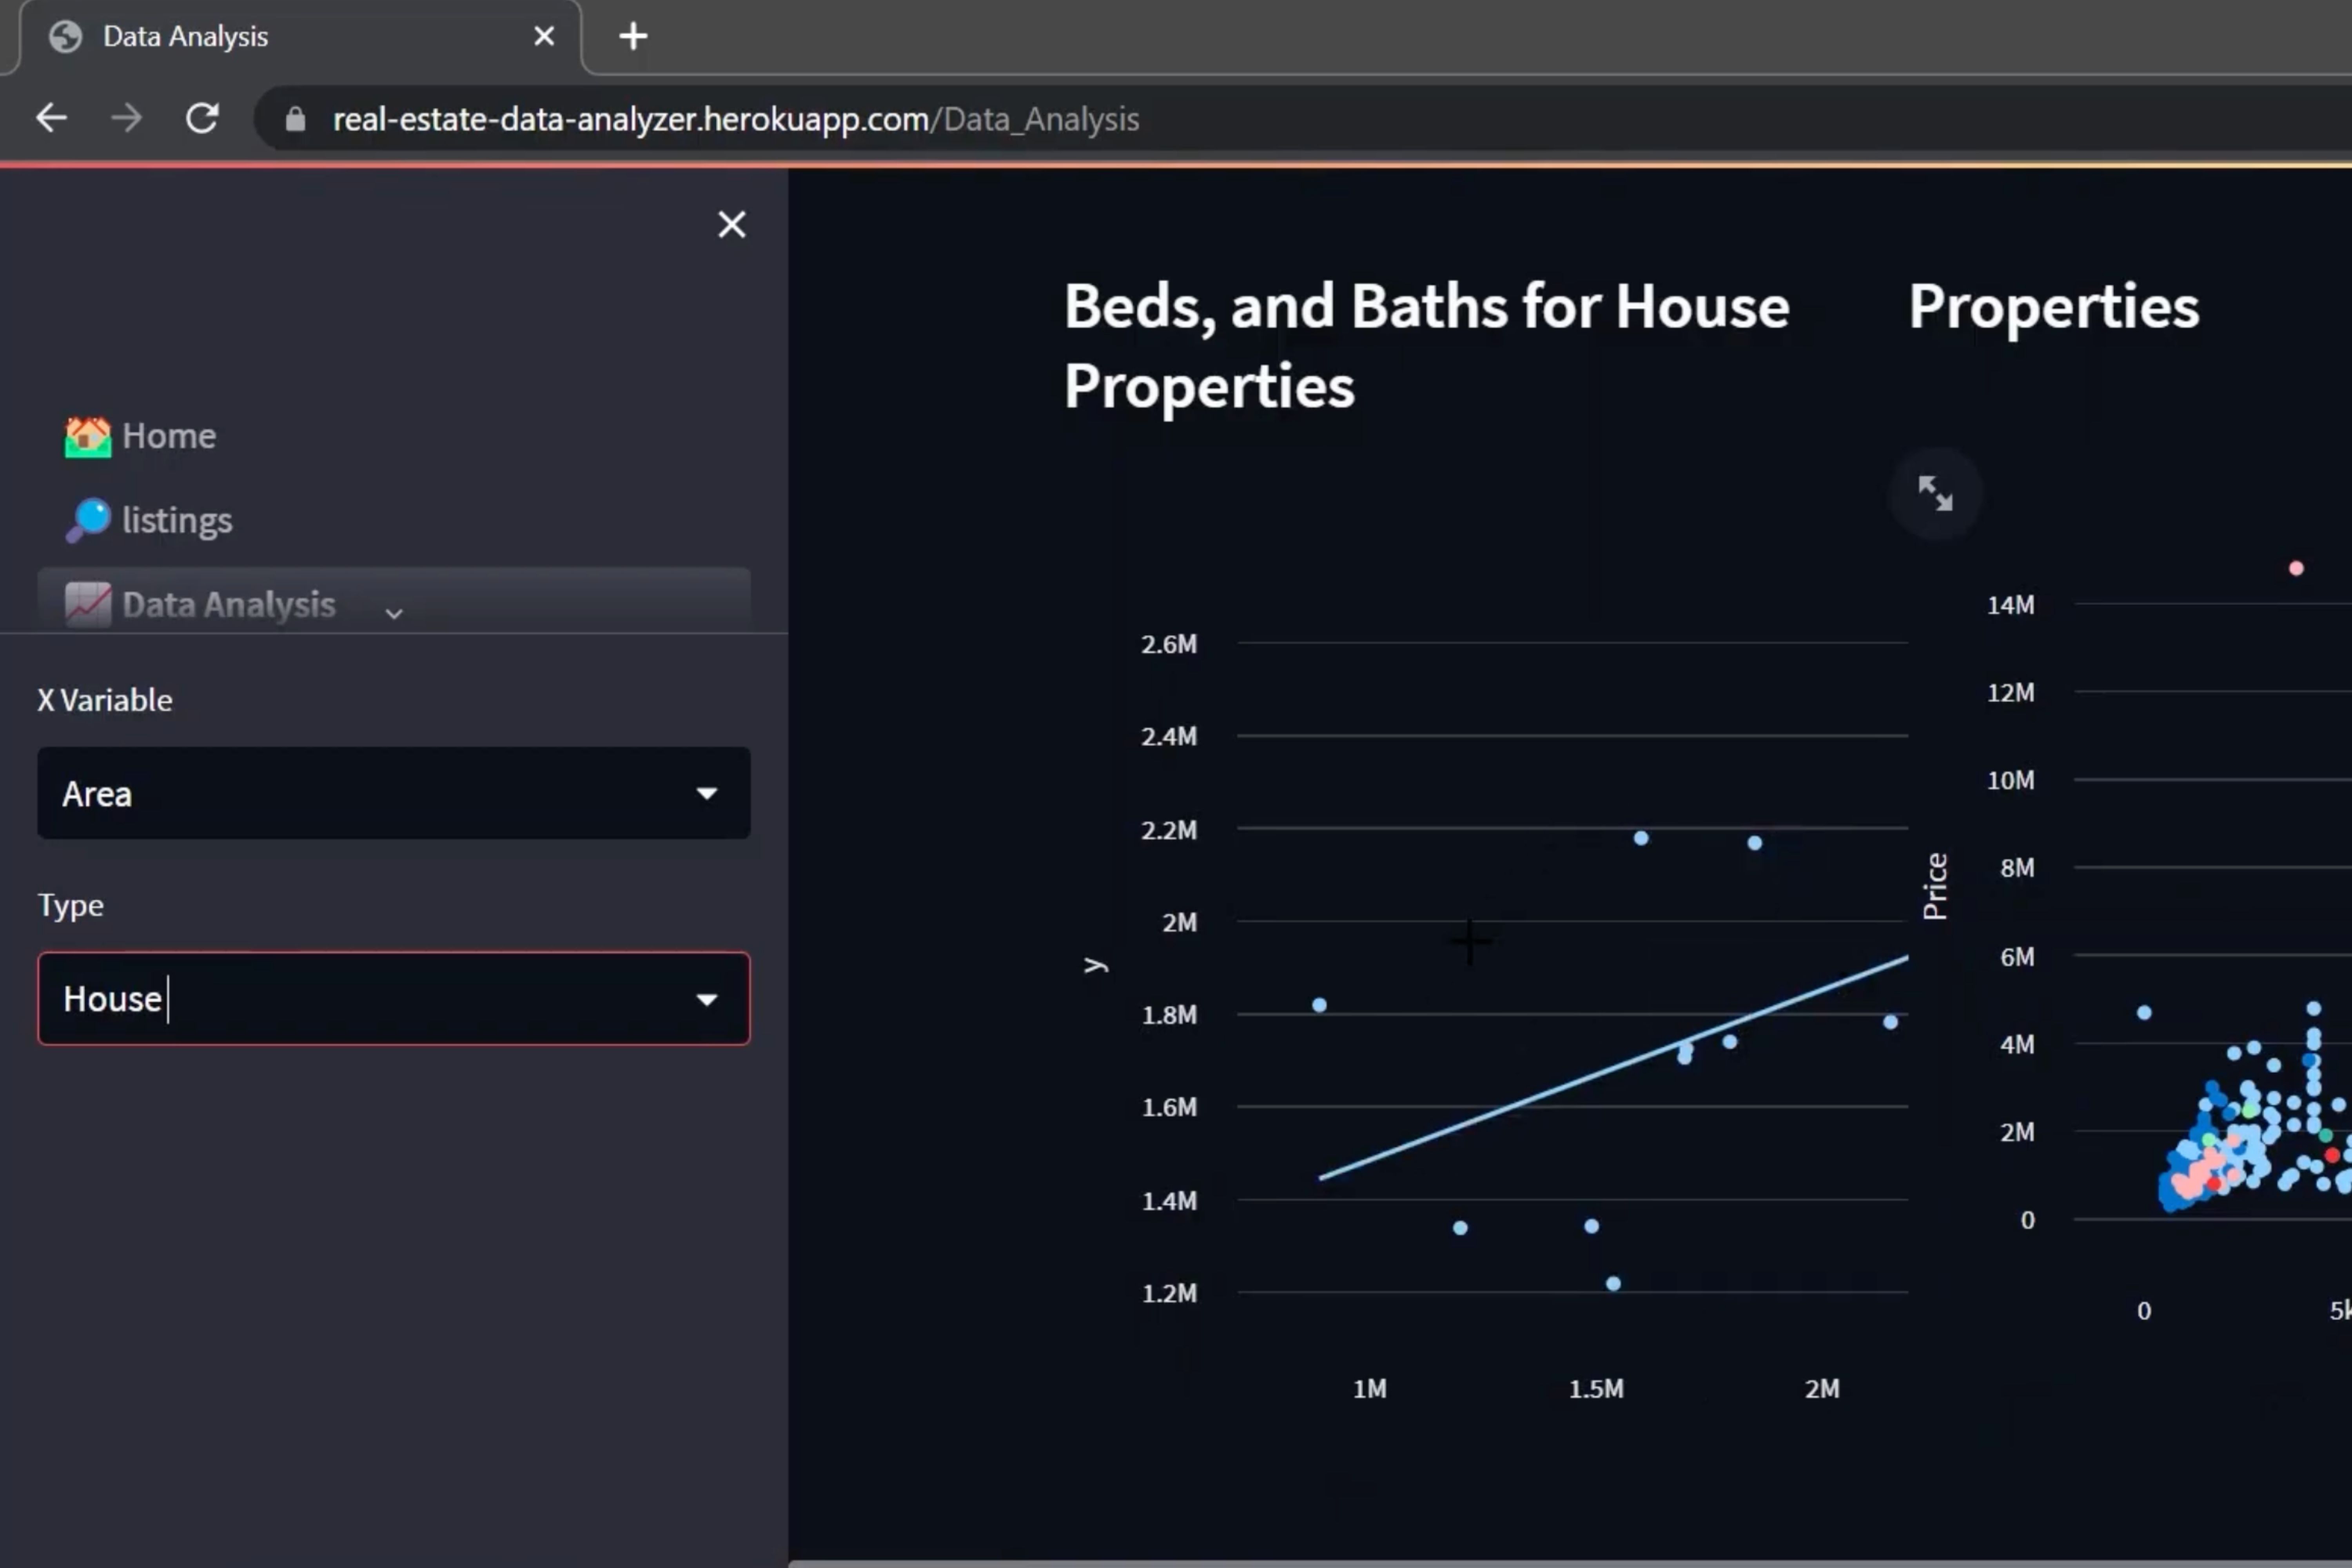 Data Analysis
real-estate-data-analyzer.herokuapp.com/Data_Analysis
Home
listings
Data Analysis
X Variable
Area
Type
House
Beds, and Baths for House
Properties
2.6M
2.4M
2.2M
2M
1.8M
1.6M
1.4M
1.2M
y
1M
1.5M
2M
Properties
14M
12M
10M
8M
6M
4M
2M
0
Price
0
5k